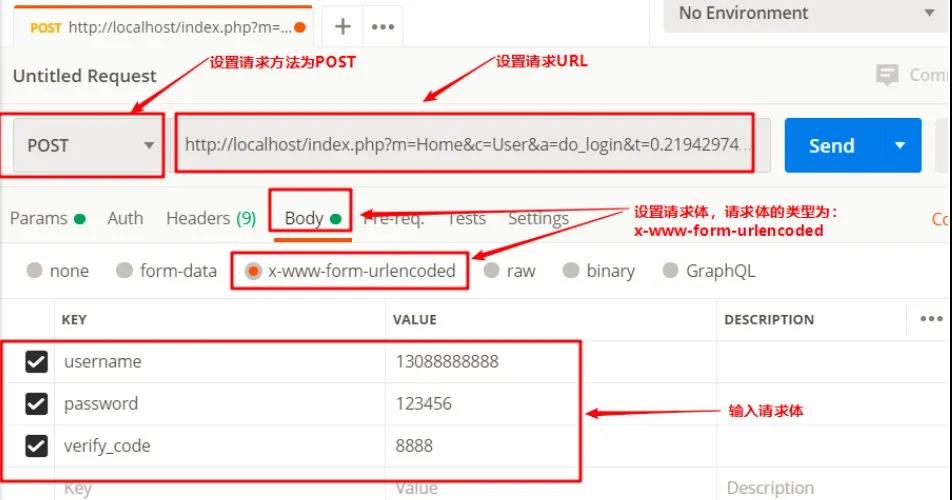 POST http://localhost/index.php?m=... + ••• No Environment
设置请求方法为POST
设置请求URL
Untitled Request
POST http://localhost/index.php?m=Home&c=User&a=do_login&t=0.21942974... Send
Params Auth Headers (9) Body Pre-req. Tests Settings
设置请求体，请求体的类型为：
x-www-form-urlencoded
none form-data x-www-form-urlencoded raw binary GraphQL
KEY VALUE DESCRIPTION •••
username 13088888888
password 123456
输入请求体
verify_code 8888
Key Value Description